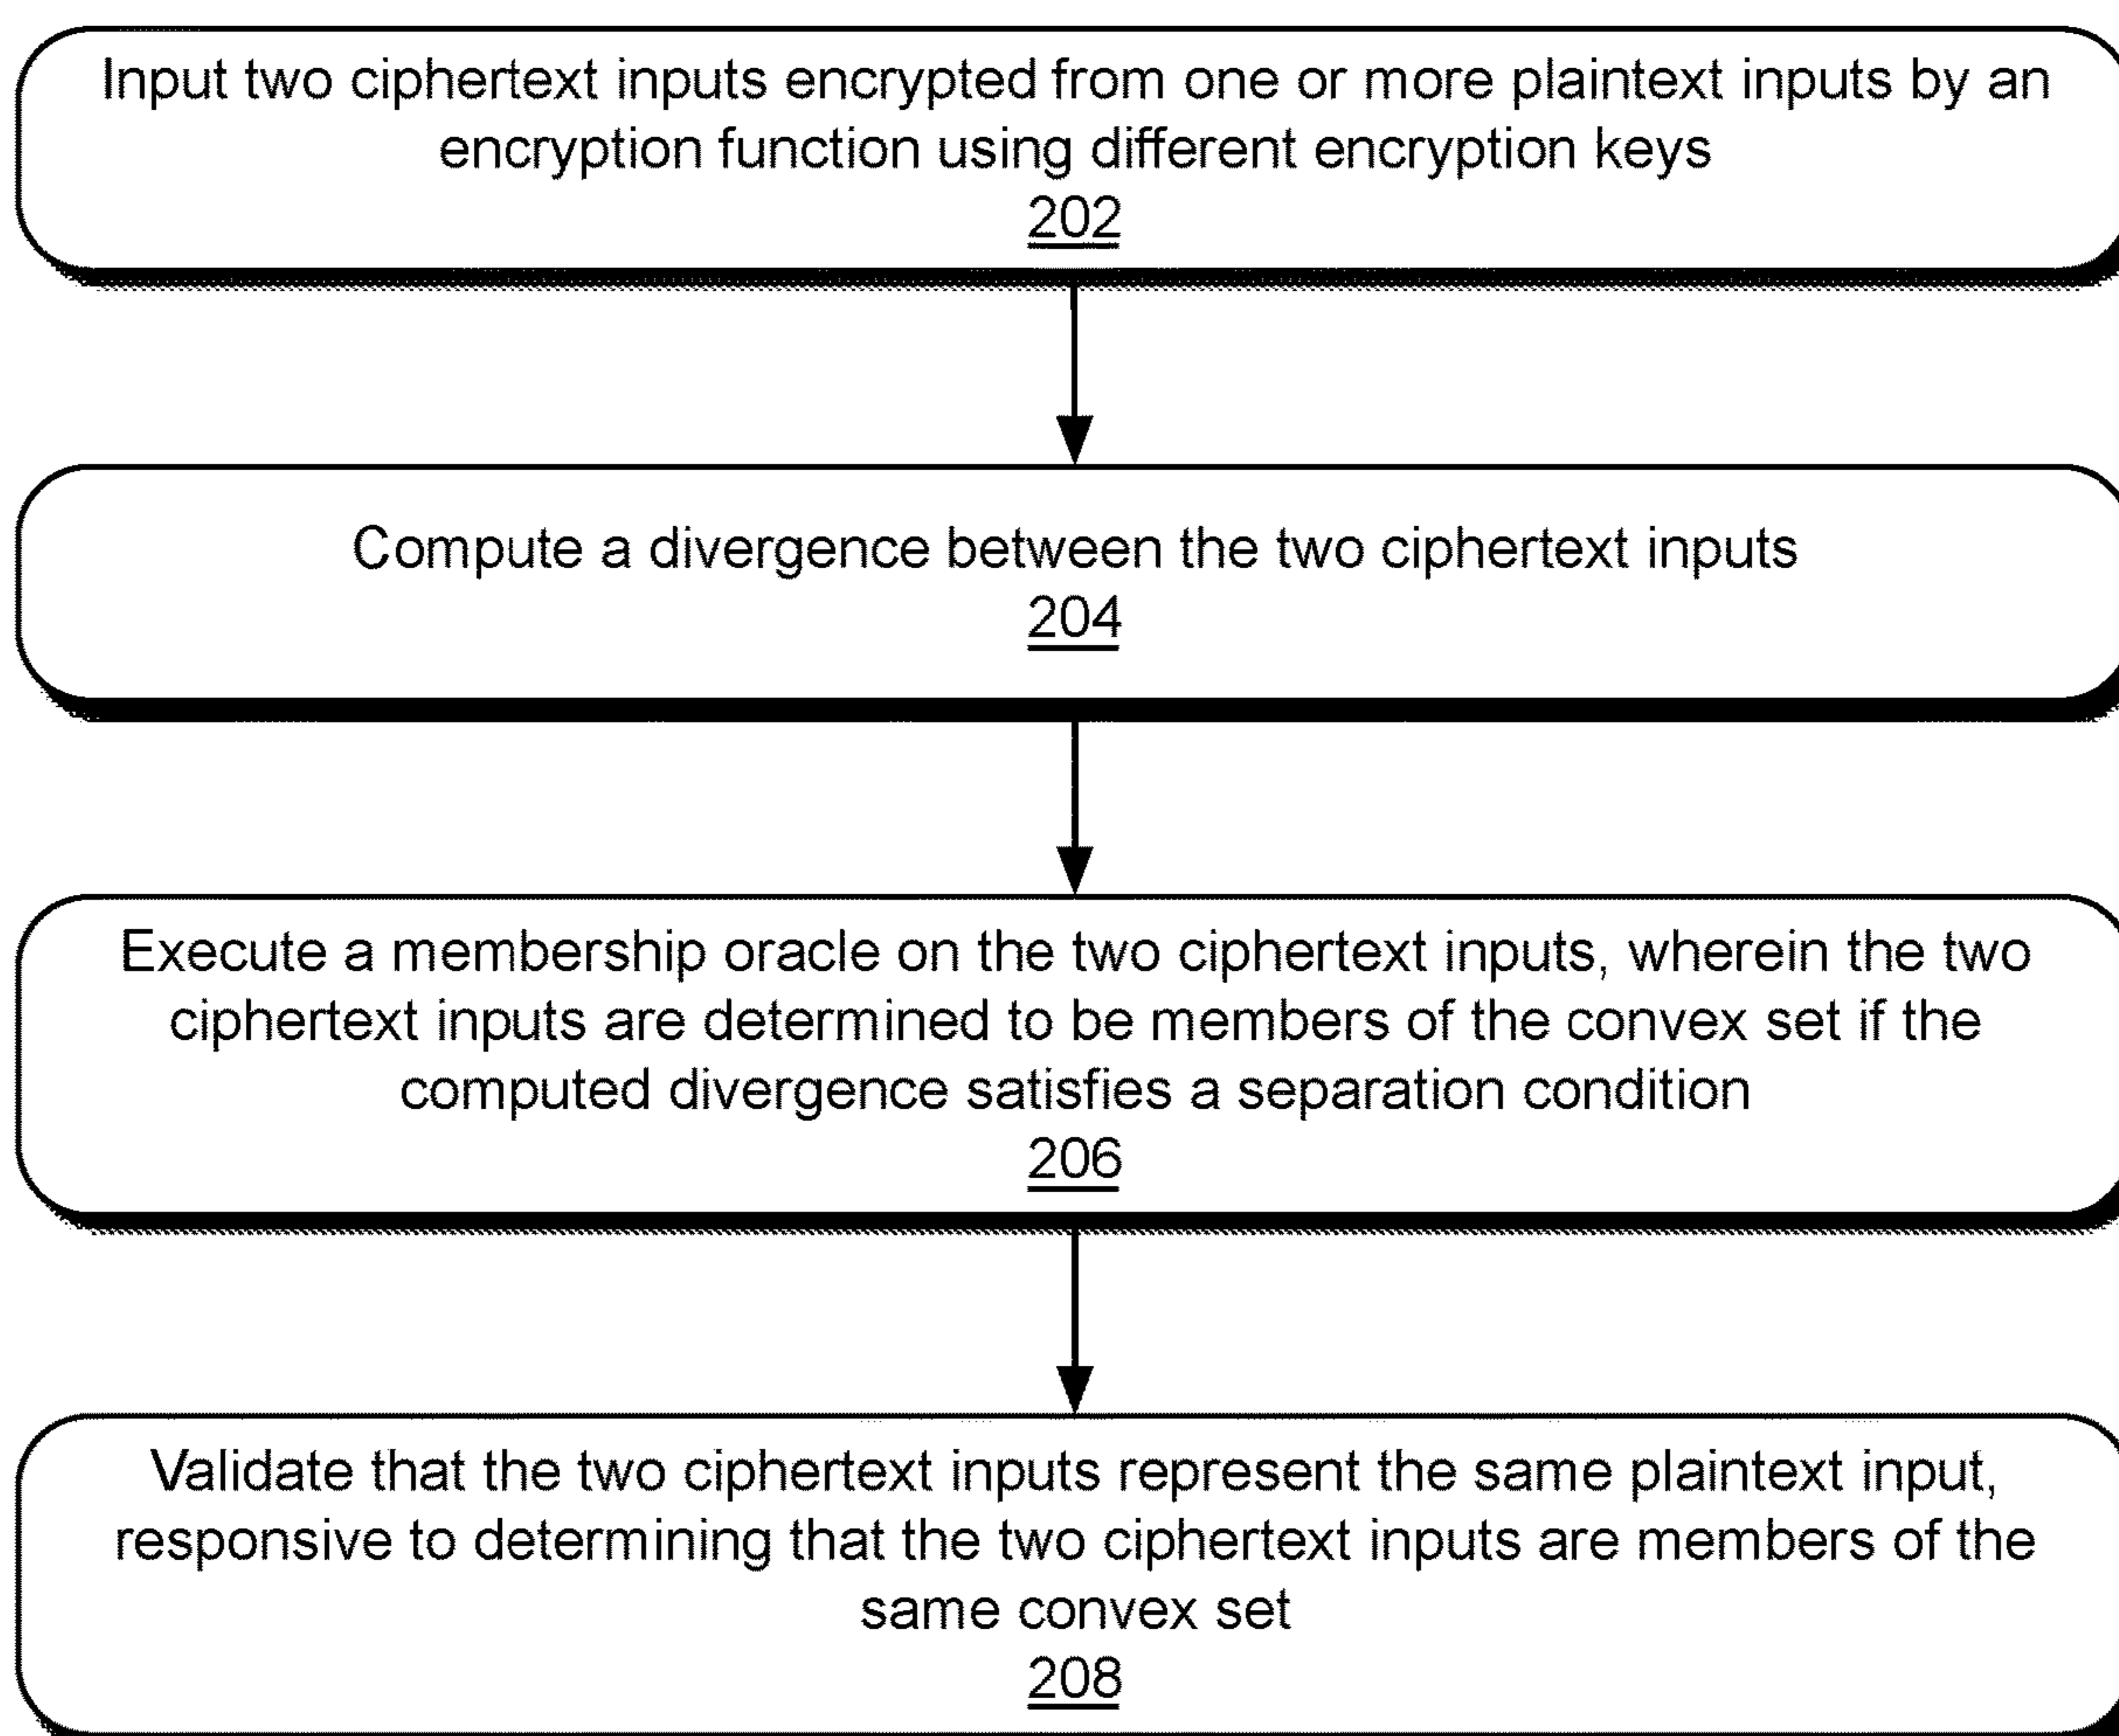 Input two ciphertext inputs encrypted from one or more plaintext inputs by an
encryption function using different encryption keys
202
Compute a divergence between the two ciphertext inputs
204
Execute a membership oracle on the two ciphertext inputs, wherein the two
ciphertext inputs are determined to be members of the convex set if the
computed divergence satisfies a separation condition
206
Validate that the two ciphertext inputs represent the same plaintext input,
responsive to determining that the two ciphertext inputs are members of the
same convex set
208